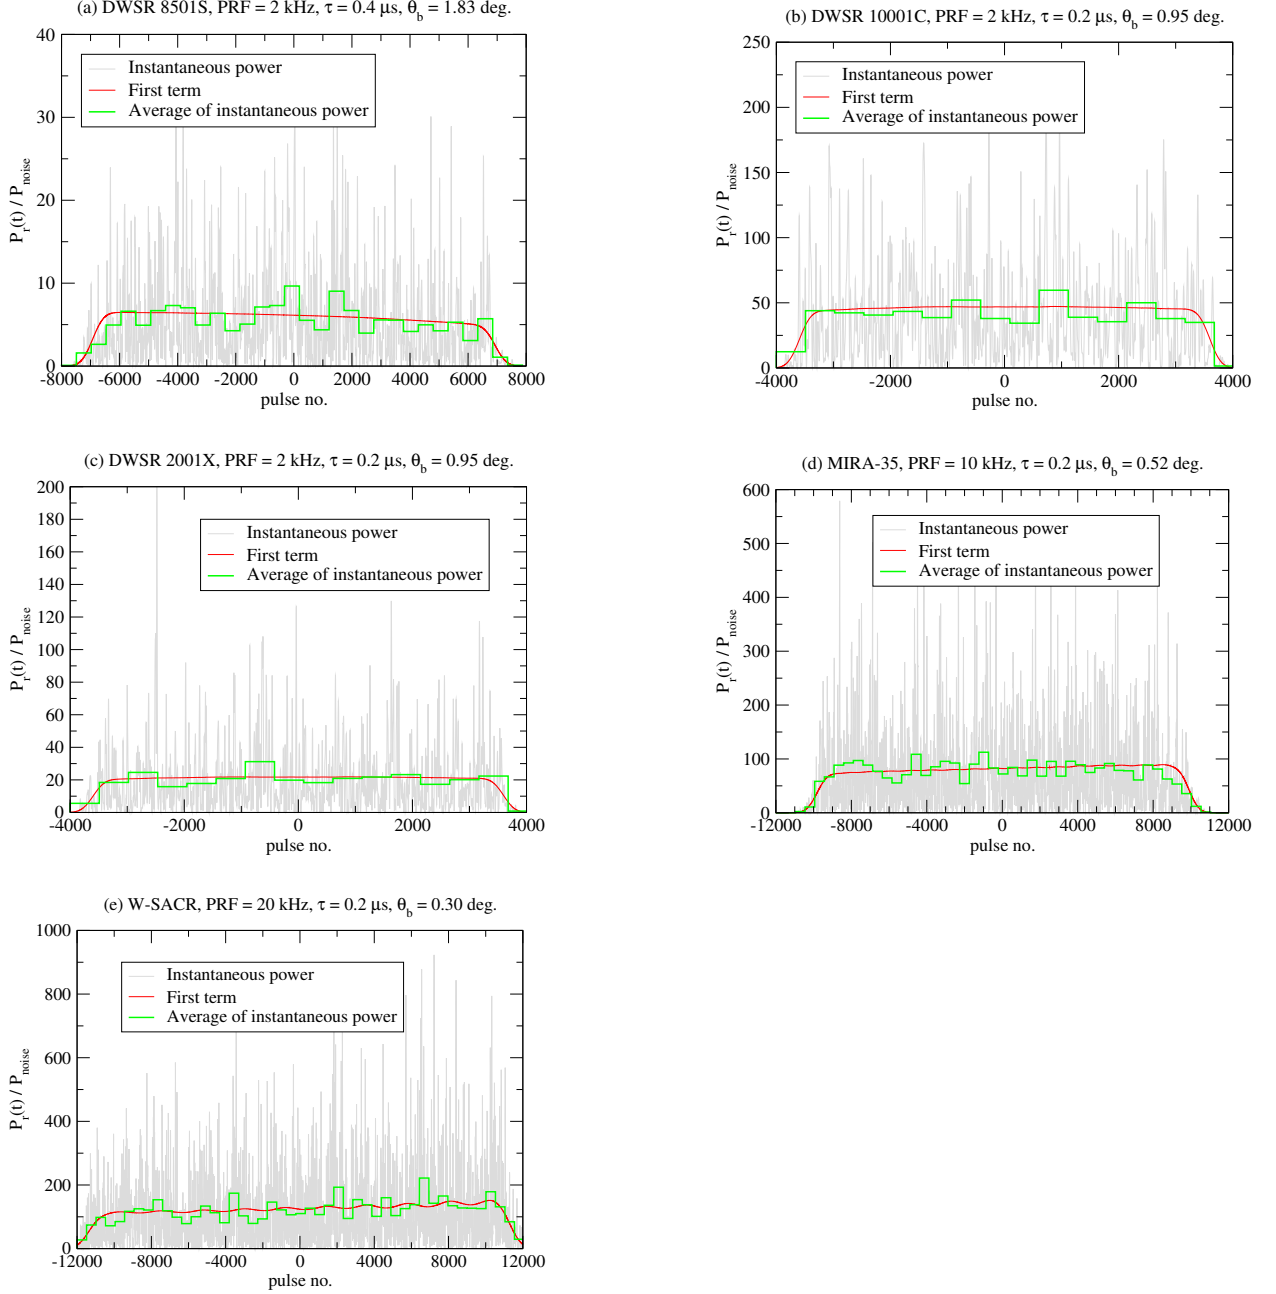 (a) DWSR 8501S, PRF = 2 kHz, τ = 0.4 μs, θb = 1.83 deg.
40
30
20
10
0
Pr(t) / Pnoise
Instantaneous power
First term
Average of instantaneous power
-8000 -6000 -4000 -2000 0 2000 4000 6000 8000
pulse no.
(b) DWSR 10001C, PRF = 2 kHz, τ = 0.2 μs, θb = 0.95 deg.
250
200
150
100
50
0
Pr(t) / Pnoise
Instantaneous power
First term
Average of instantaneous power
-4000 -2000 0 2000 4000
pulse no.
(c) DWSR 2001X, PRF = 2 kHz, τ = 0.2 μs, θb = 0.95 deg.
200
180
160
140
120
100
80
60
40
20
0
Pr(t) / Pnoise
Instantaneous power
First term
Average of instantaneous power
-4000 -2000 0 2000 4000
pulse no.
(d) MIRA-35, PRF = 10 kHz, τ = 0.2 μs, θb = 0.52 deg.
600
500
400
300
200
100
0
Pr(t) / Pnoise
Instantaneous power
First term
Average of instantaneous power
-12000 -8000 -4000 0 4000 8000 12000
pulse no.
(e) W-SACR, PRF = 20 kHz, τ = 0.2 μs, θb = 0.30 deg.
1000
800
600
400
200
0
Pr(t) / Pnoise
Instantaneous power
First term
Average of instantaneous power
-12000 -8000 -4000 0 4000 8000 12000
pulse no.